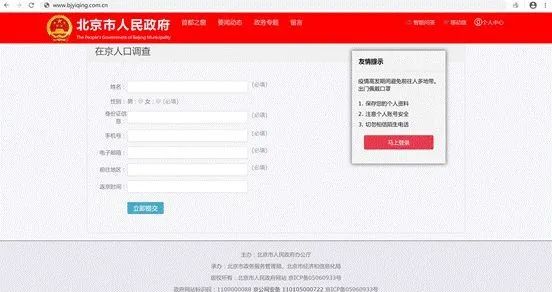 www.bjyiqing.com.cn
北京市人民政府
The People's Government of Beijing Municipality
首都之窗 要闻动态 政务专题 留言 智能问答 移动版 个人中心
在京人口调查
姓名: (必填)
性别: 男: 女: (必填)
身份证信息: (必填)
手机号: (必填)
电子邮箱: (必填)
前往地区: (必填)
返京时间:
立即提交
友情提示
疫情高发期间避免前往人多地带。
出门佩戴口罩
1. 保存您的个人资料
2. 注意个人账号安全
3. 切勿相信陌生电话
马上登录
主办:北京市人民政府办公厅
承办:北京市政务服务管理局、北京市经济和信息化局
版权所有:北京市人民政府网站 京ICP备05060933号
政府网站标识码:1100000088 京公网安备 110105000722 京ICP备05060933号